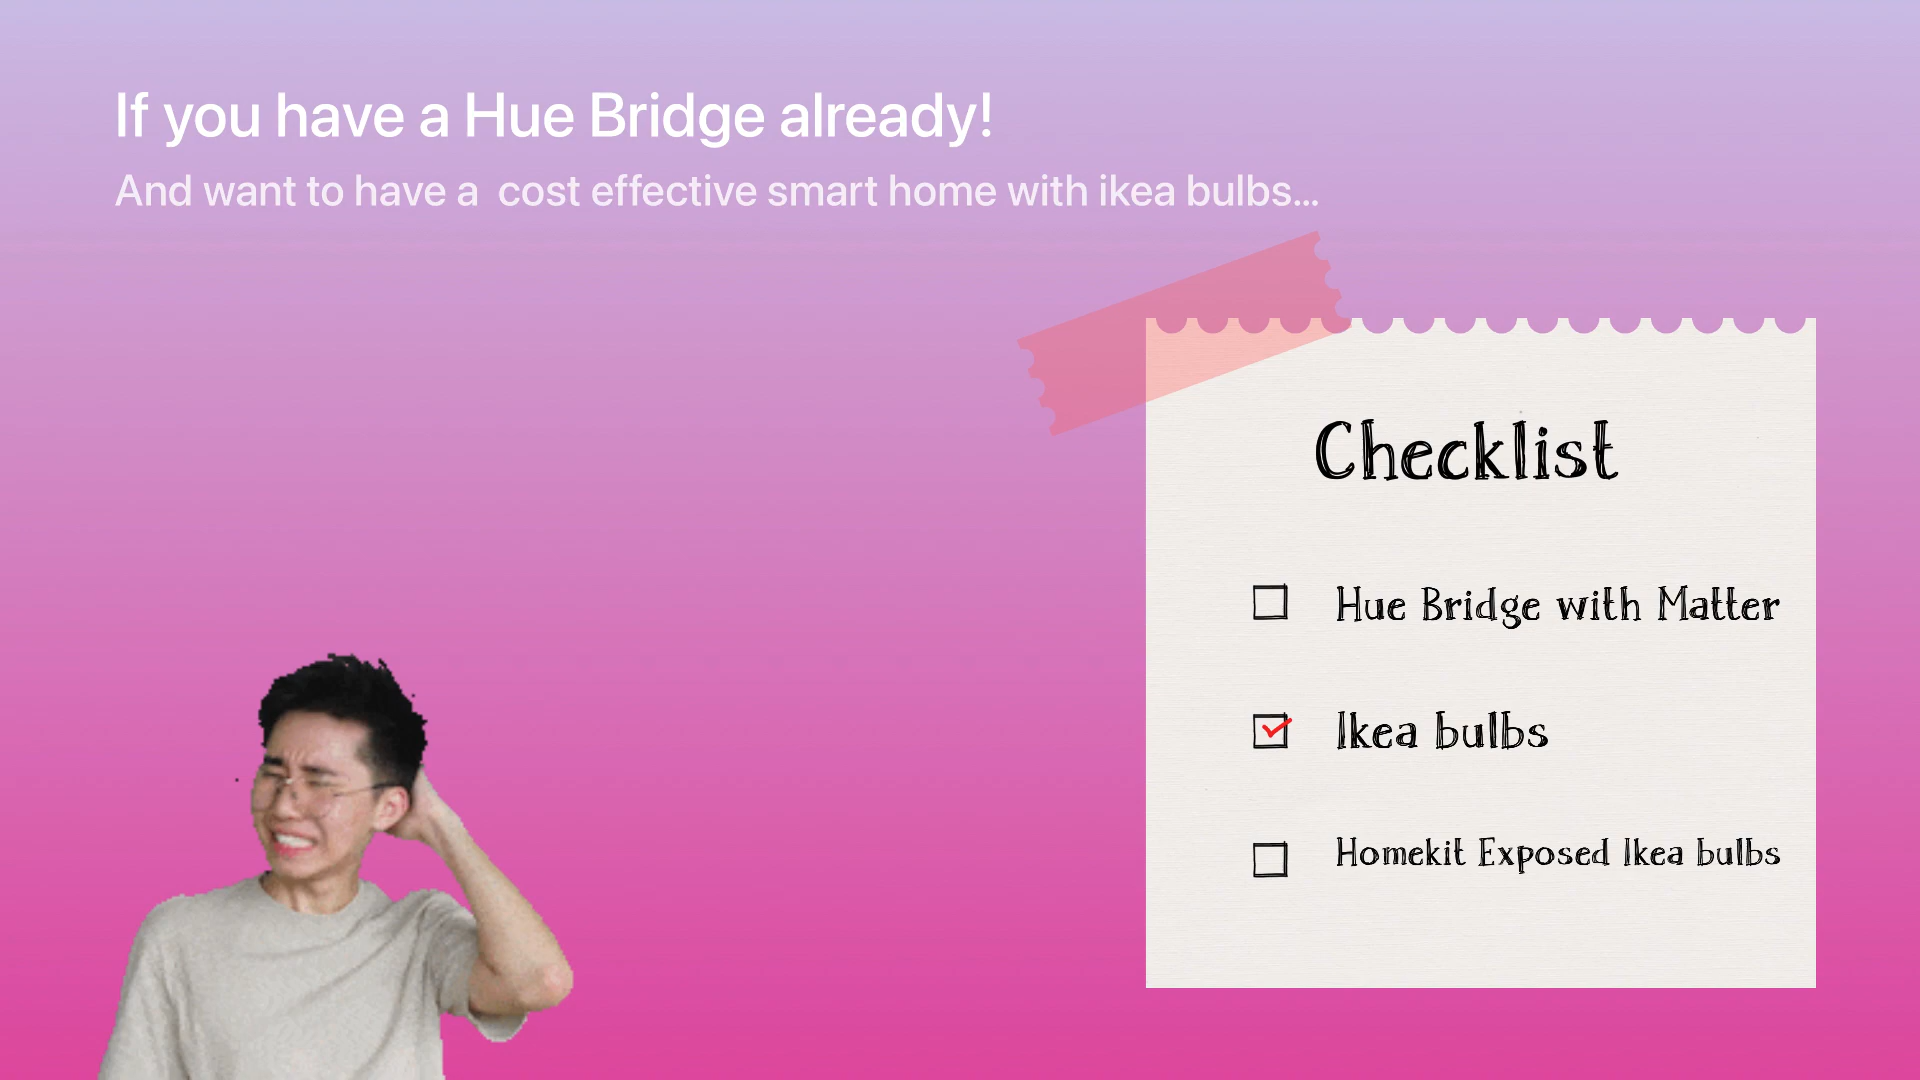 If you have a Hue Bridge already!
And want to have a  cost effective smart home with ikea bulbs...
Checklist
Hue Bridge with Matter
Ikea bulbs
Homekit Exposed Ikea bulbs